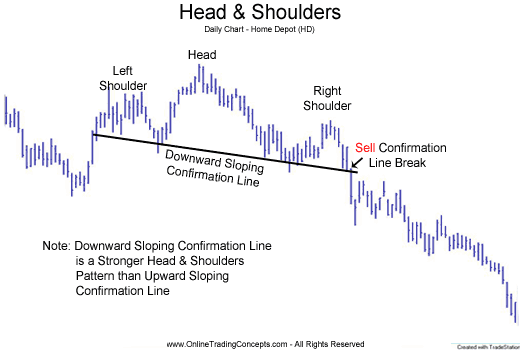 Head & Shoulders
Daily Chart - Home Depot (HD)
Head
Left
Shoulder
Right
Shoulder
Sell Confirmation
Line Break
Downward Sloping
Confirmation Line
Note: Downward Sloping Confirmation Line
is a Stronger Head & Shoulders
Pattern than Upward Sloping
Confirmation Line
www.OnlineTradingConcepts.com - All Rights Reserved
Created with TradeStation